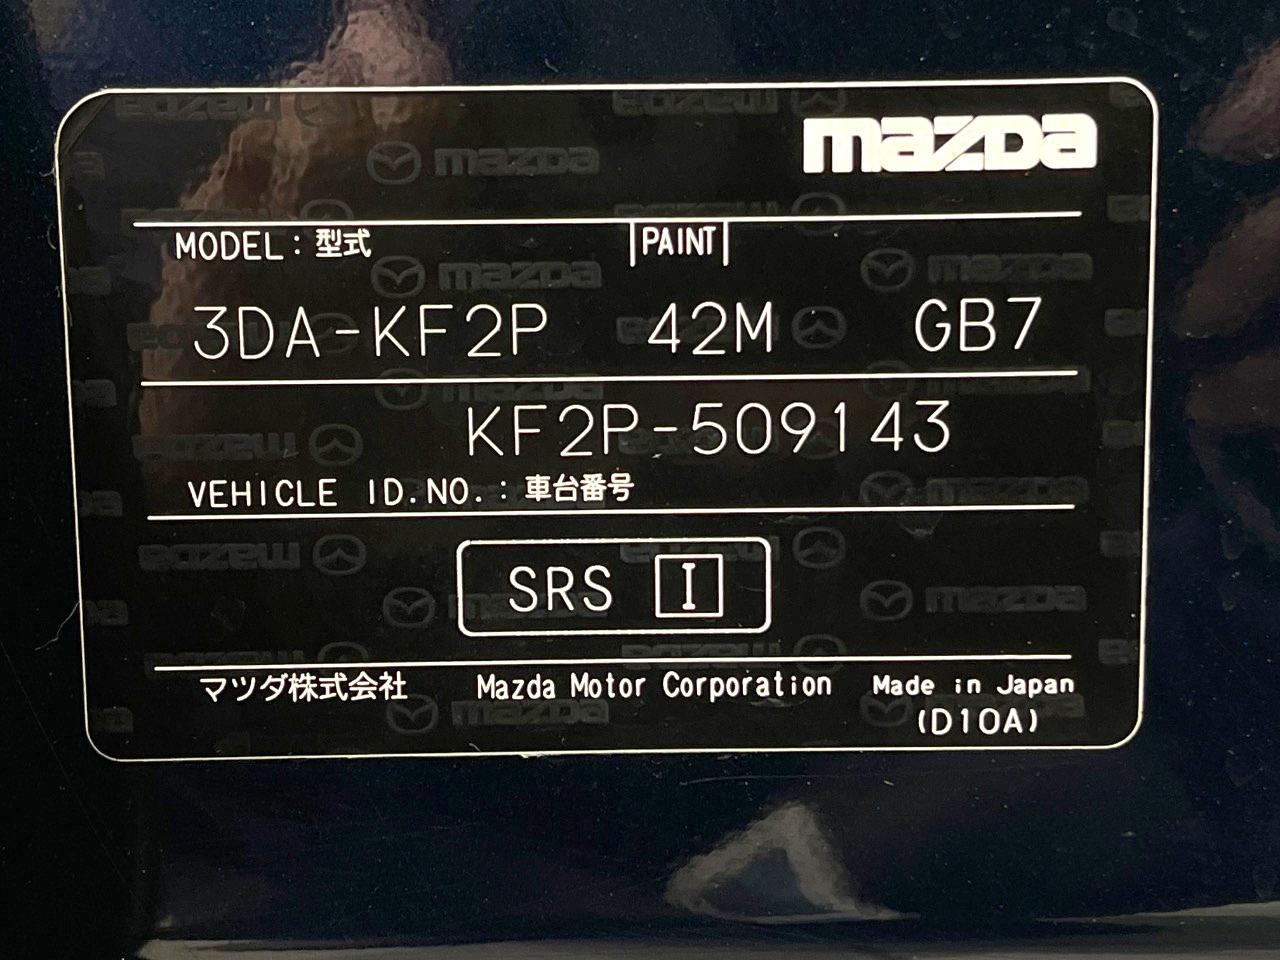 mazda
MODEL : 型式 PAINT
3DA-KF2P 42M GB7
KF2P-509143
VEHICLE ID.NO. : 車台番号
SRS I
マツダ株式会社 Mazda Motor Corporation Made in Japan
(D10A)